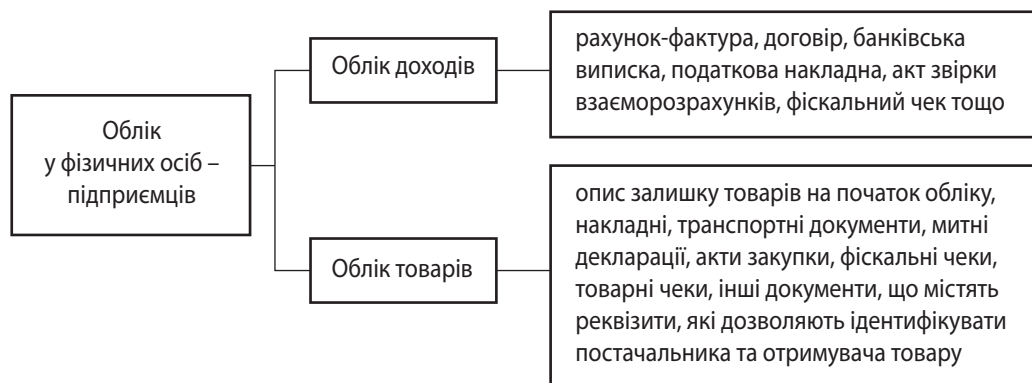 Облік
у фізичних осіб –
підприємців
Облік доходів
рахунок-фактура, договір, банківська
виписка, податкова накладна, акт звірки
взаєморозрахунків, фіскальний чек тощо
Облік товарів
опис залишку товарів на початок обліку,
накладні, транспортні документи, митні
декларації, акти закупки, фіскальні чеки,
товарні чеки, інші документи, що містять
реквізити, які дозволяють ідентифікувати
постачальника та отримувача товару